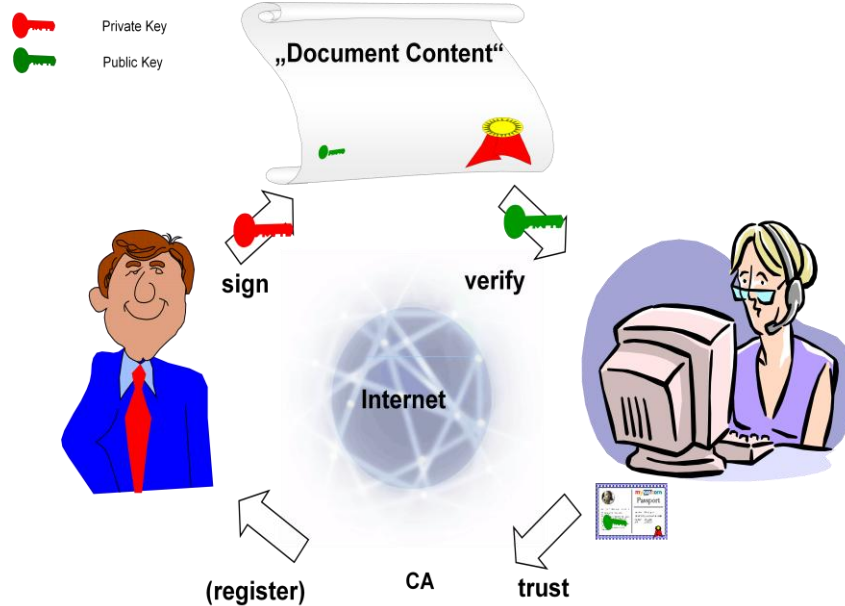 Private Key
Public Key
„Document Content“
sign
verify
Internet
Passport
(register)
CA
trust